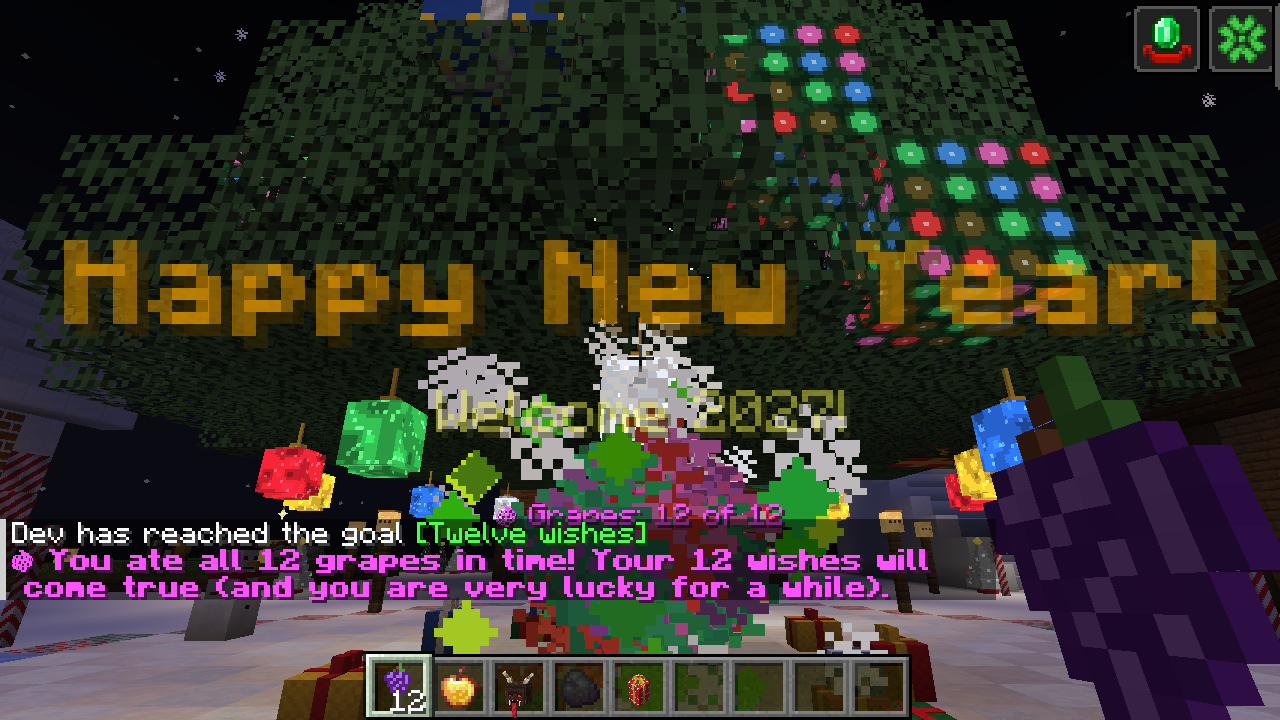 Happy New Year!
Welcome 2027!
Grapes: 12 of 12
Dev has reached the goal [Twelve wishes]
You ate all 12 grapes in time! Your 12 wishes will
come true (and you are very lucky for a while).
12